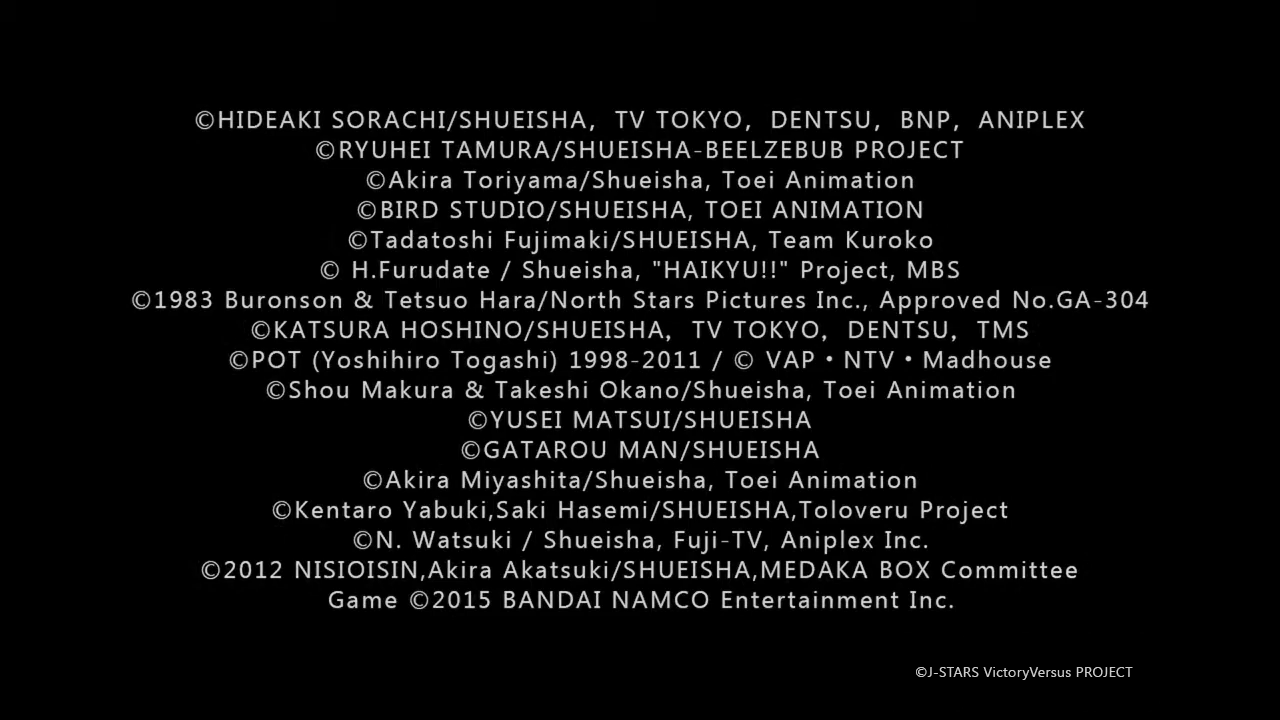 ©HIDEAKI SORACHI/SHUEISHA, TV TOKYO, DENTSU, BNP, ANIPLEX
©RYUHEI TAMURA/SHUEISHA-BEELZEBUB PROJECT
©Akira Toriyama/Shueisha, Toei Animation
©BIRD STUDIO/SHUEISHA, TOEI ANIMATION
©Tadatoshi Fujimaki/SHUEISHA, Team Kuroko
© H.Furudate / Shueisha, "HAIKYU!!" Project, MBS
©1983 Buronson & Tetsuo Hara/North Stars Pictures Inc., Approved No.GA-304
©KATSURA HOSHINO/SHUEISHA, TV TOKYO, DENTSU, TMS
©POT (Yoshihiro Togashi) 1998-2011 / © VAP・NTV・Madhouse
©Shou Makura & Takeshi Okano/Shueisha, Toei Animation
©YUSEI MATSUI/SHUEISHA
©GATAROU MAN/SHUEISHA
©Akira Miyashita/Shueisha, Toei Animation
©Kentaro Yabuki,Saki Hasemi/SHUEISHA,Toloveru Project
©N. Watsuki / Shueisha, Fuji-TV, Aniplex Inc.
©2012 NISIOISIN,Akira Akatsuki/SHUEISHA,MEDAKA BOX Committee
Game ©2015 BANDAI NAMCO Entertainment Inc.
©J-STARS VictoryVersus PROJECT